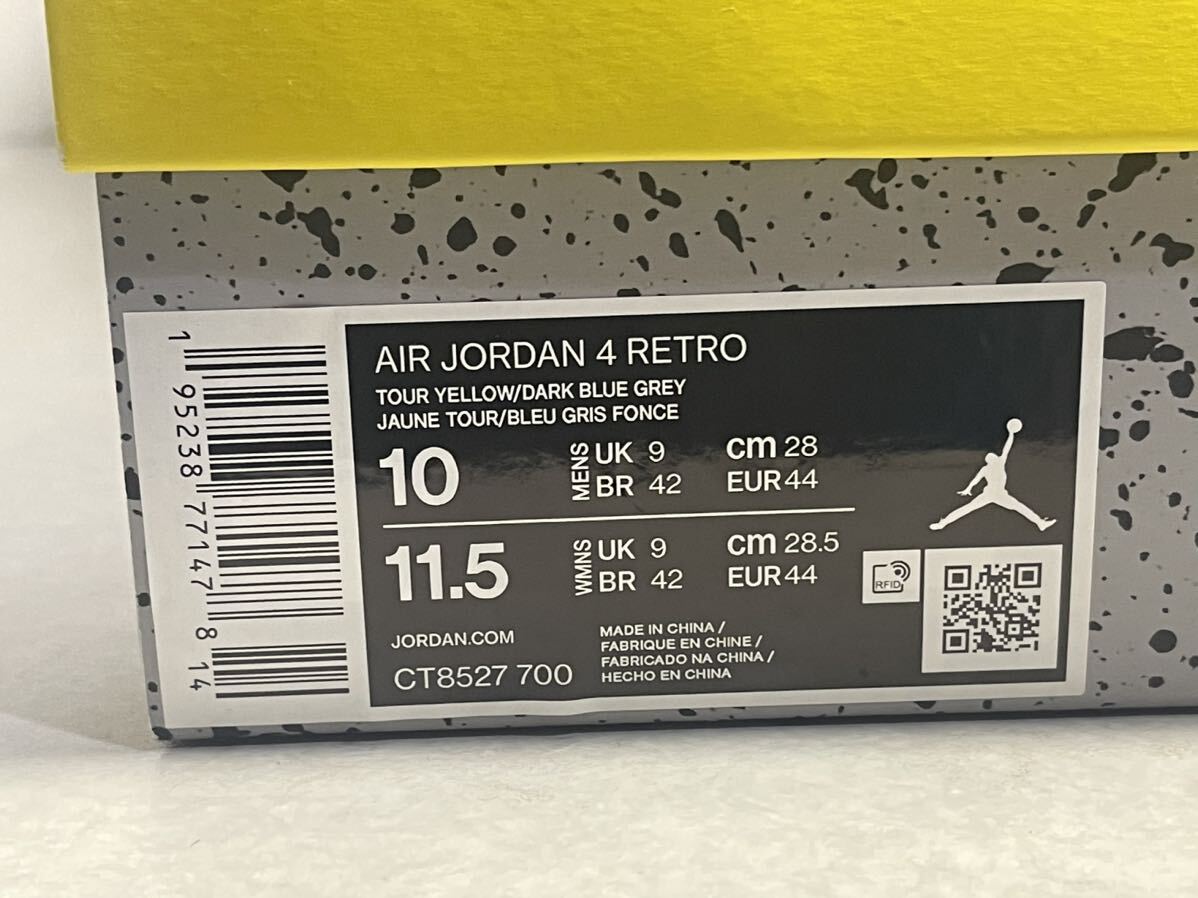 1 95238 77147 8 14
AIR JORDAN 4 RETRO
TOUR YELLOW/DARK BLUE GREY
JAUNE TOUR/BLEU GRIS FONCE
10 MENS UK 9 cm 28
BR 42 EUR 44
11.5 WMNS UK 9 cm 28.5
BR 42 EUR 44
JORDAN.COM
CT8527 700
MADE IN CHINA /
FABRIQUE EN CHINE /
FABRICADO NA CHINA /
HECHO EN CHINA
RFID